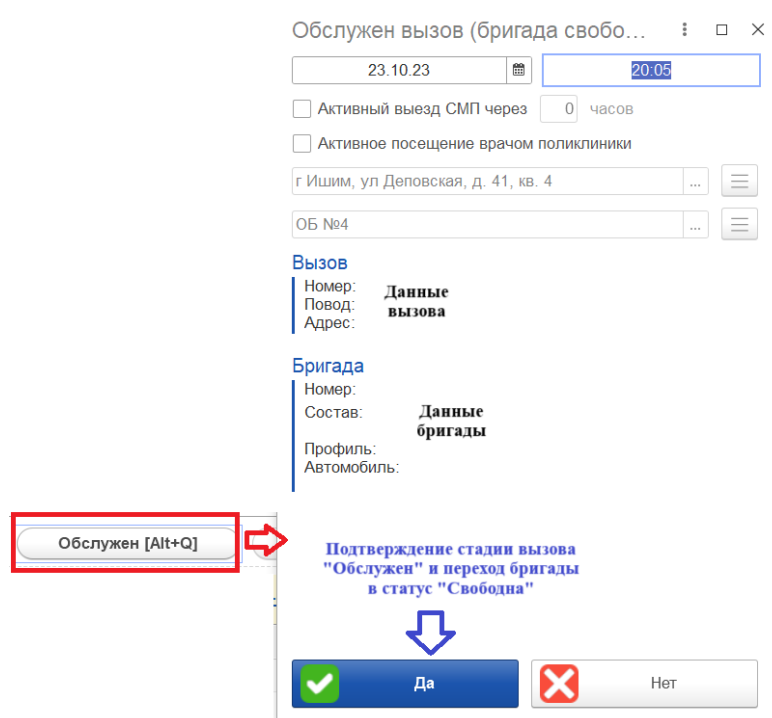 Обслужен вызов (бригада свобо...
23.10.23
20:05
Активный выезд СМП через 0 часов
Активное посещение врачом поликлиники
г Ишим, ул Деповская, д. 41, кв. 4 ...
ОБ №4 ...
Вызов
Номер:
Повод:
Адрес:
Данные
вызова
Бригада
Номер:
Состав:
Профиль:
Автомобиль:
Данные
бригады
Обслужен [Alt+Q]
Подтверждение стадии вызова
"Обслужен" и переход бригады
в статус "Свободна"
Да
Нет